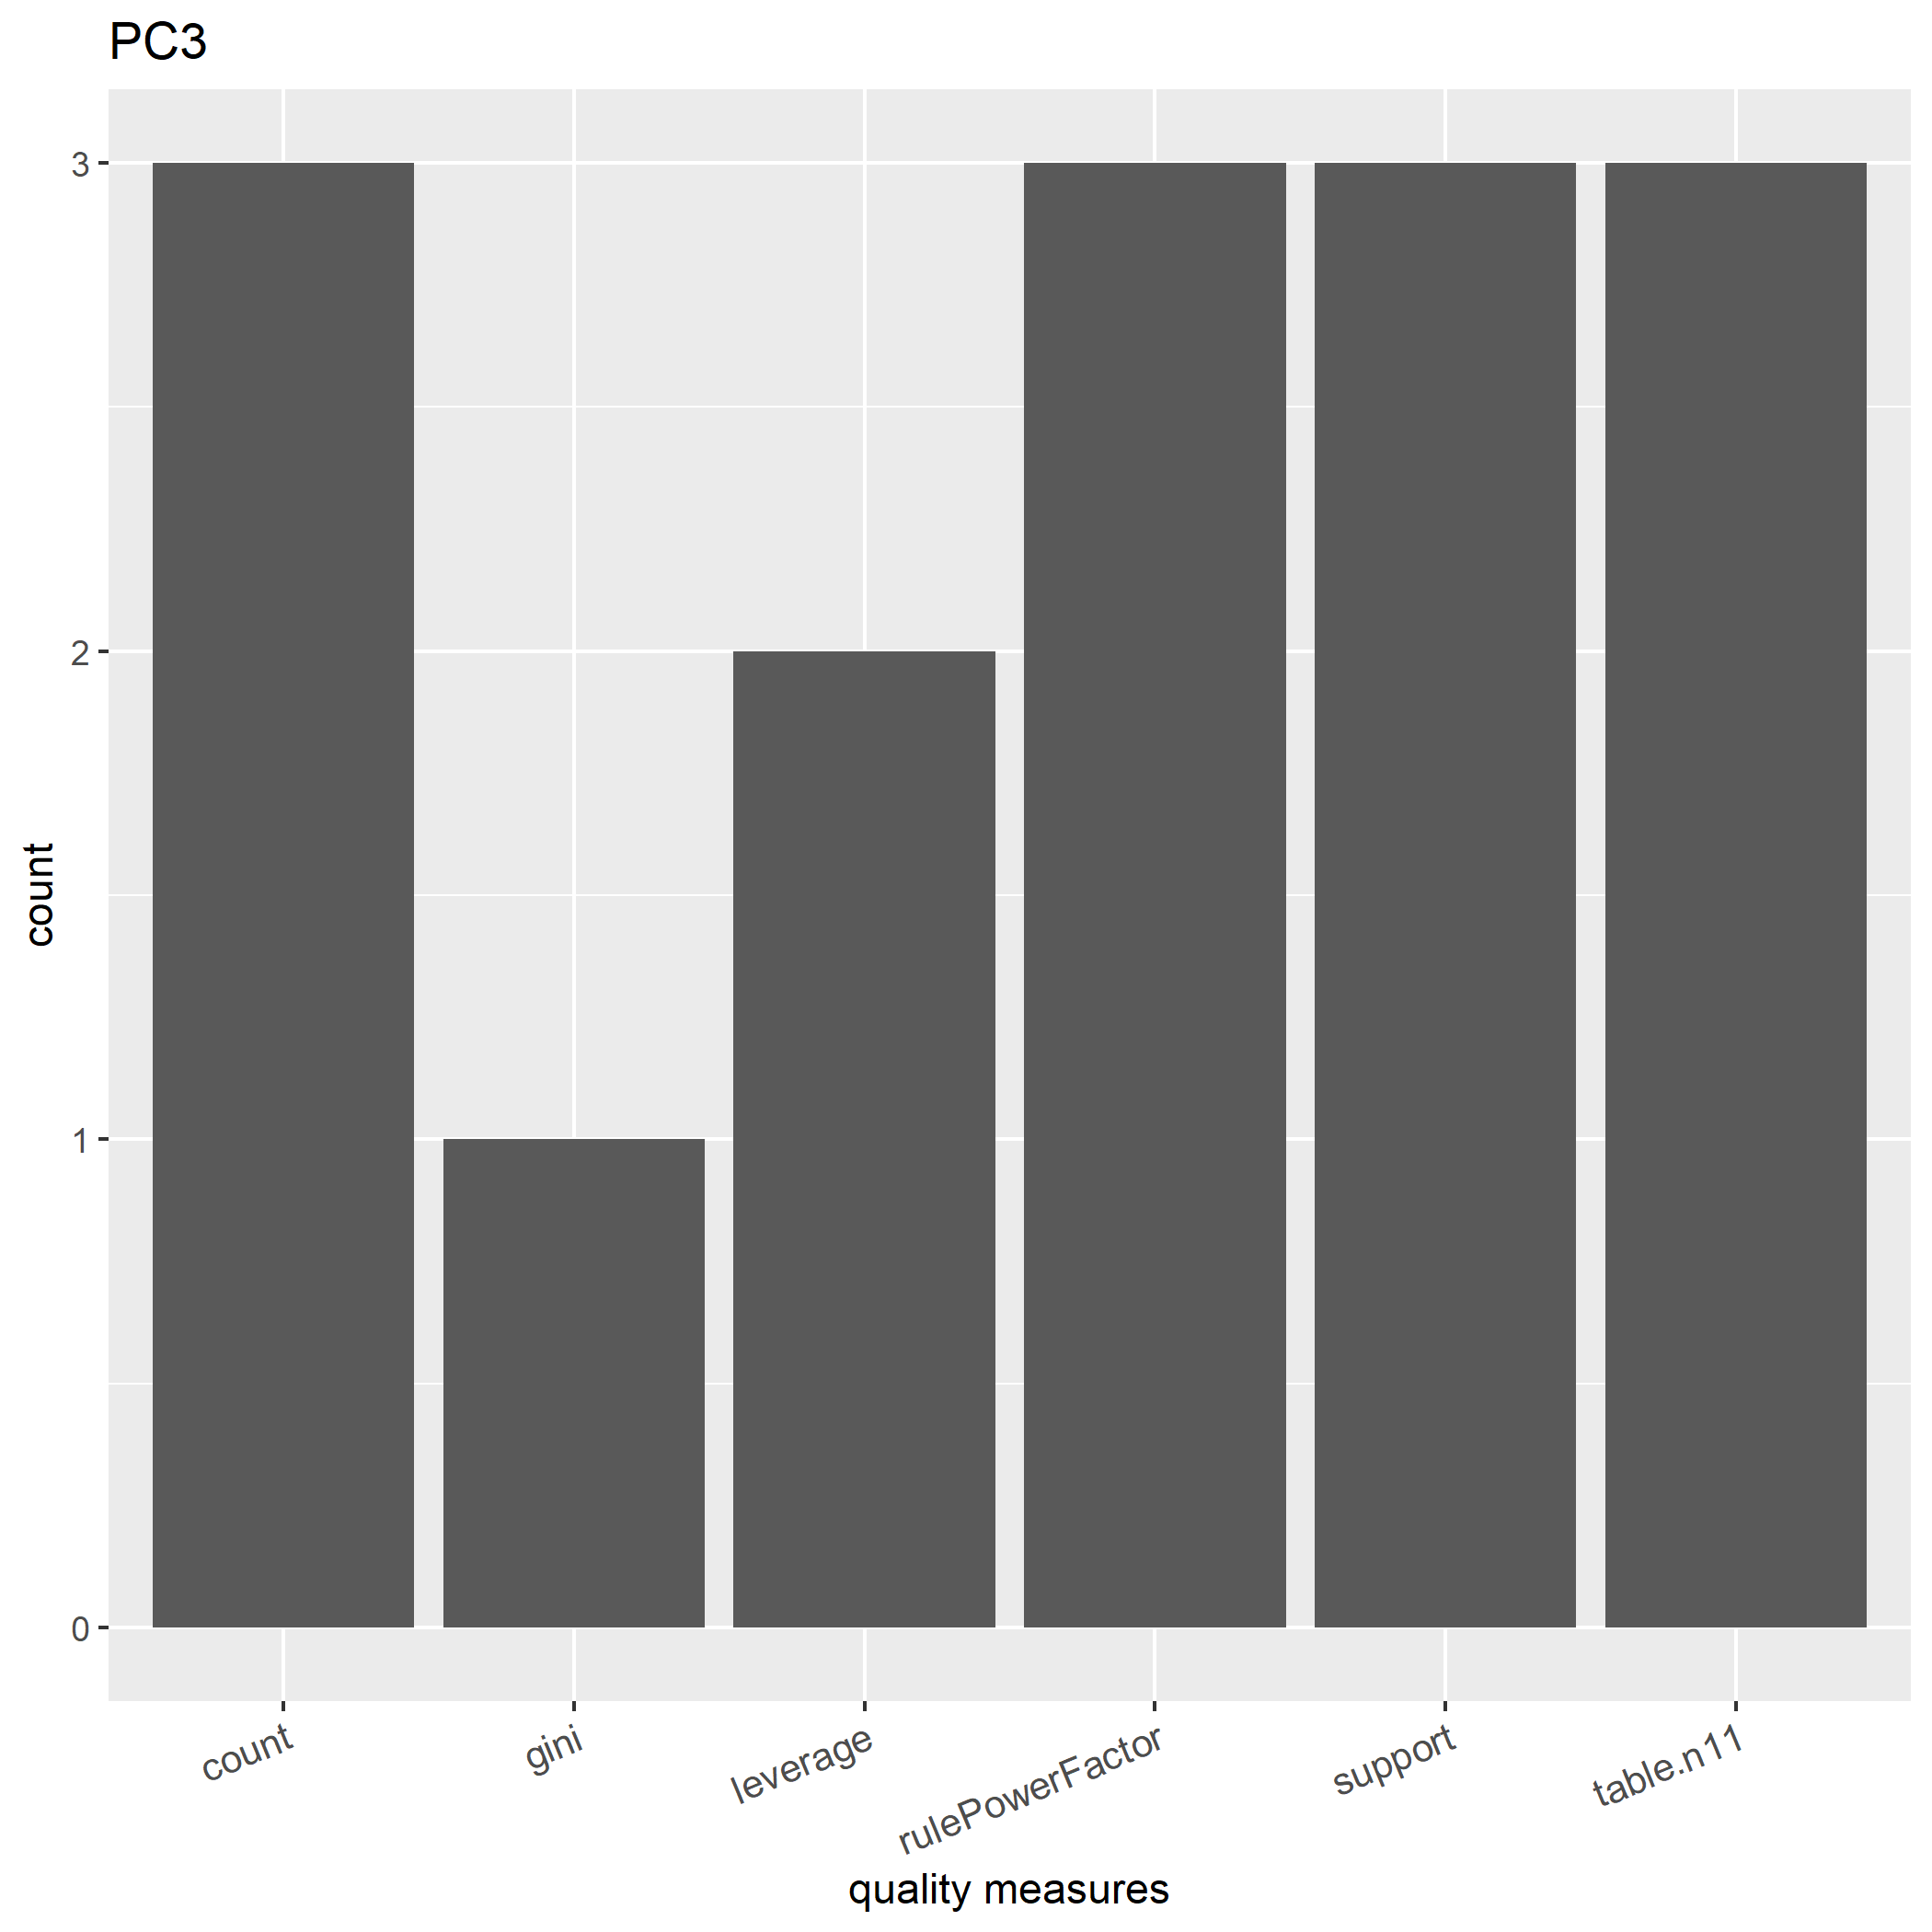 PC3
3
2
1
0
count
count
gini
leverage
rulePowerFactor
support
table.n11
quality measures